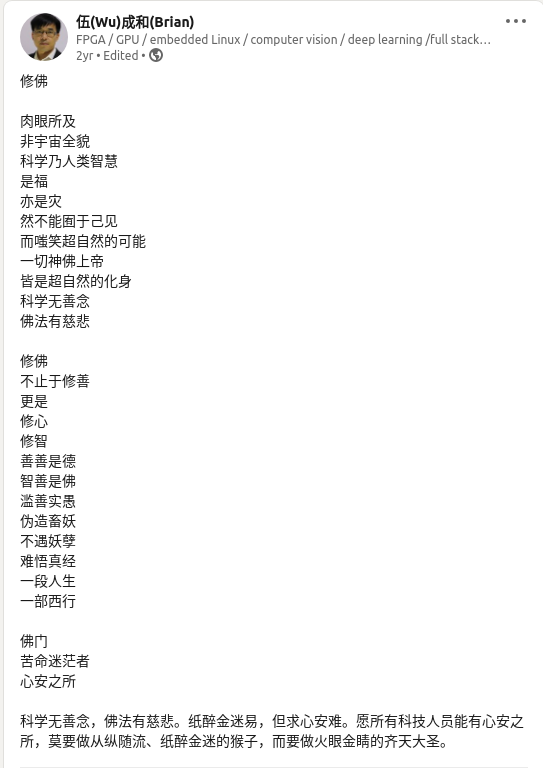 伍(Wu)成和(Brian)
FPGA / GPU / embedded Linux / computer vision / deep learning /full stack...
2yr • Edited •
修佛
肉眼所及
非宇宙全貌
科学乃人类智慧
是福
亦是灾
然不能囿于己见
而嗤笑超自然的可能
一切神佛上帝
皆是超自然的化身
科学无善念
佛法有慈悲
修佛
不止于修善
更是
修心
修智
善善是德
智善是佛
滥善实愚
伪造畜妖
不遇妖孽
难悟真经
一段人生
一部西行
佛门
苦命迷茫者
心安之所
科学无善念，佛法有慈悲。纸醉金迷易，但求心安难。愿所有科技人员能有心安之
所，莫要做从纵随流、纸醉金迷的猴子，而要做火眼金睛的齐天大圣。